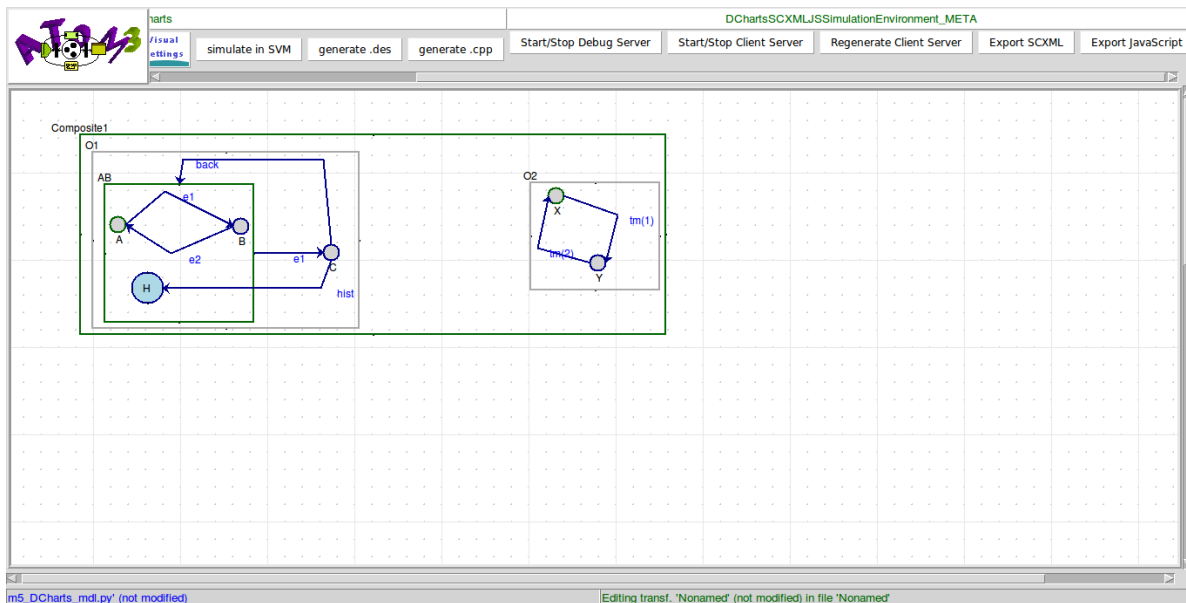 AToM3
harts
DChartsSCXMLJSSimulationEnvironment_META
Visual
ettings
simulate in SVM
generate .des
generate .cpp
Start/Stop Debug Server
Start/Stop Client Server
Regenerate Client Server
Export SCXML
Export JavaScript
Composite1
O1
back
AB
e1
A
B
e2
e1
C
H
hist
O2
X
tm(1)
tm(2)
Y
m5_DCharts_mdl.py' (not modified)
Editing transf. 'Nonamed' (not modified) in file 'Nonamed'